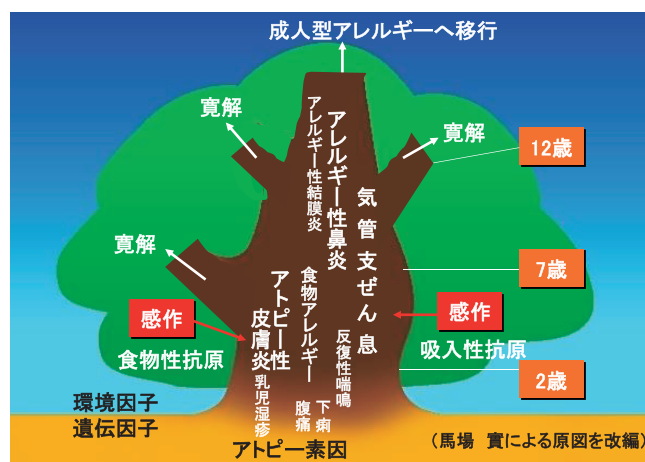 成人型アレルギーへ移行
寛解
寛解
12歳
アレルギー性結膜炎
アレルギー性鼻炎
気管支ぜん息
寛解
7歳
感作
食物性抗原
アトピー性
皮膚炎
乳児湿疹
食物アレルギー
腹痛
下痢
反復性喘鳴
感作
吸入性抗原
2歳
環境因子
遺伝因子
アトピー素因
(馬場 實による原図を改編)